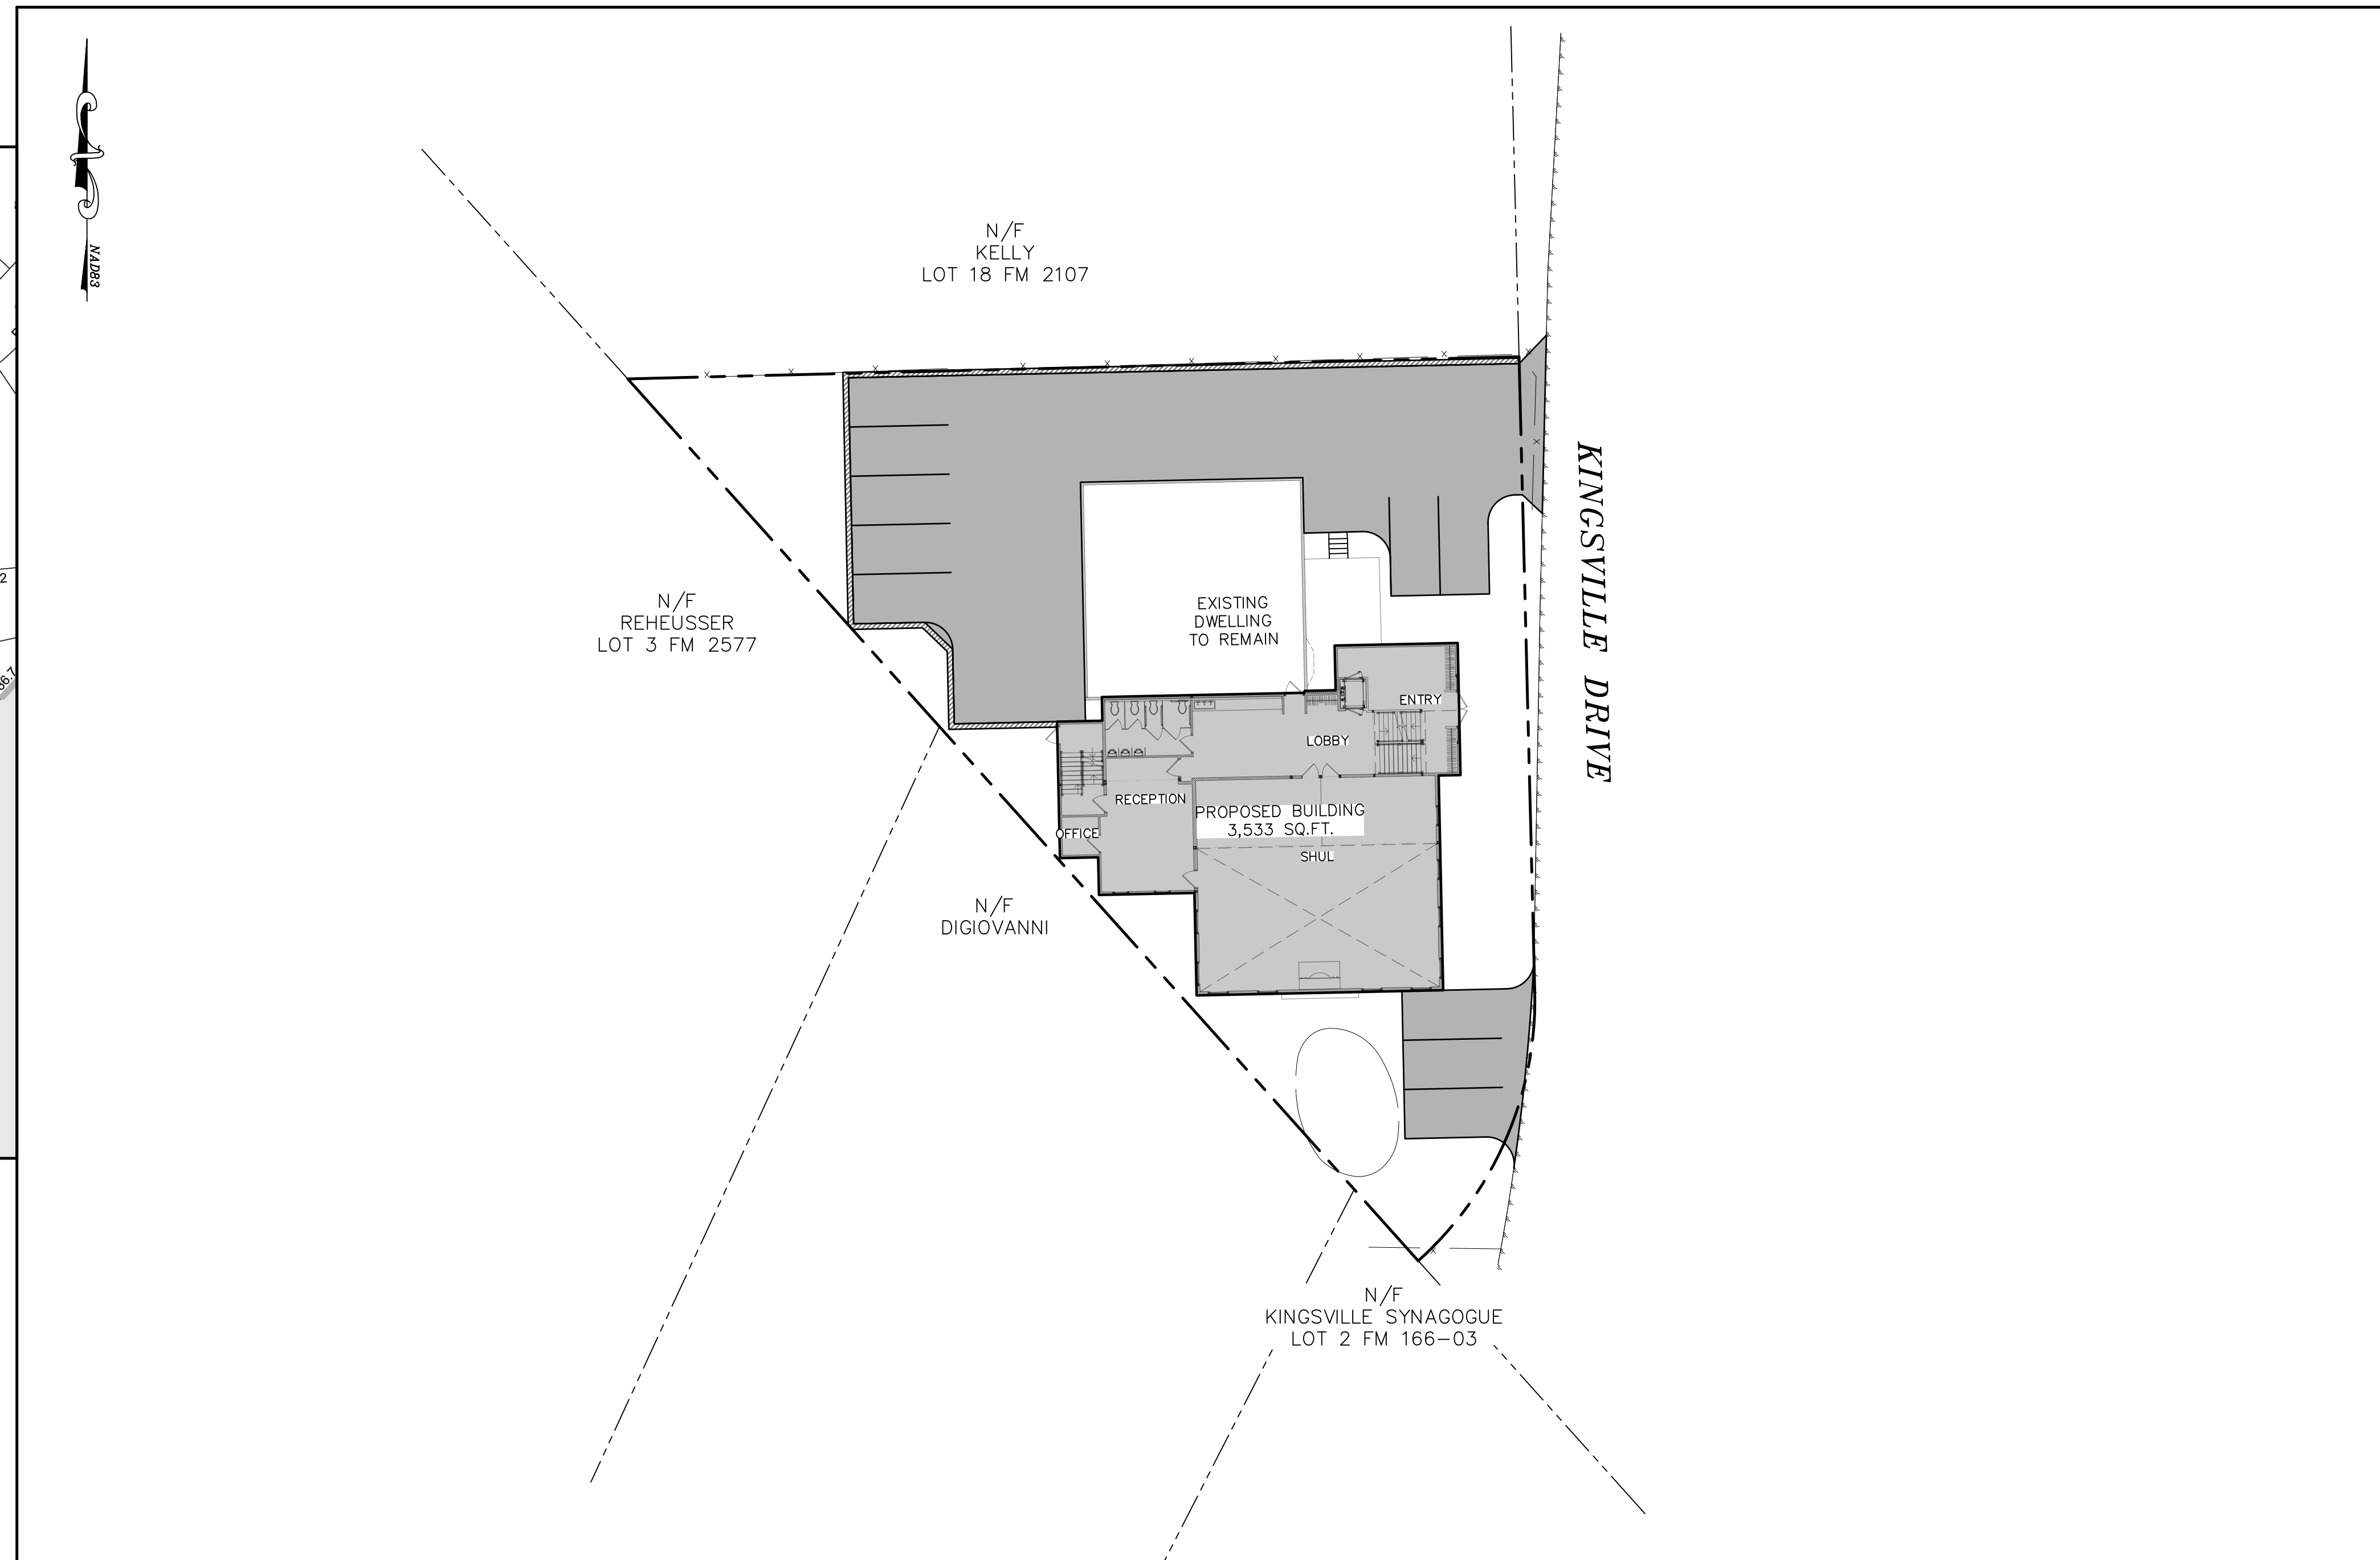 NAD83
N/F
KELLY
LOT 18 FM 2107
KINGSVILLE DRIVE
N/F
REHEUSSER
LOT 3 FM 2577
EXISTING
DWELLING
TO REMAIN
ENTRY
LOBBY
RECEPTION
PROPOSED BUILDING
3,533 SQ.FT.
OFFICE
SHUL
N/F
DIGIOVANNI
N/F
KINGSVILLE SYNAGOGUE
LOT 2 FM 166-03
2